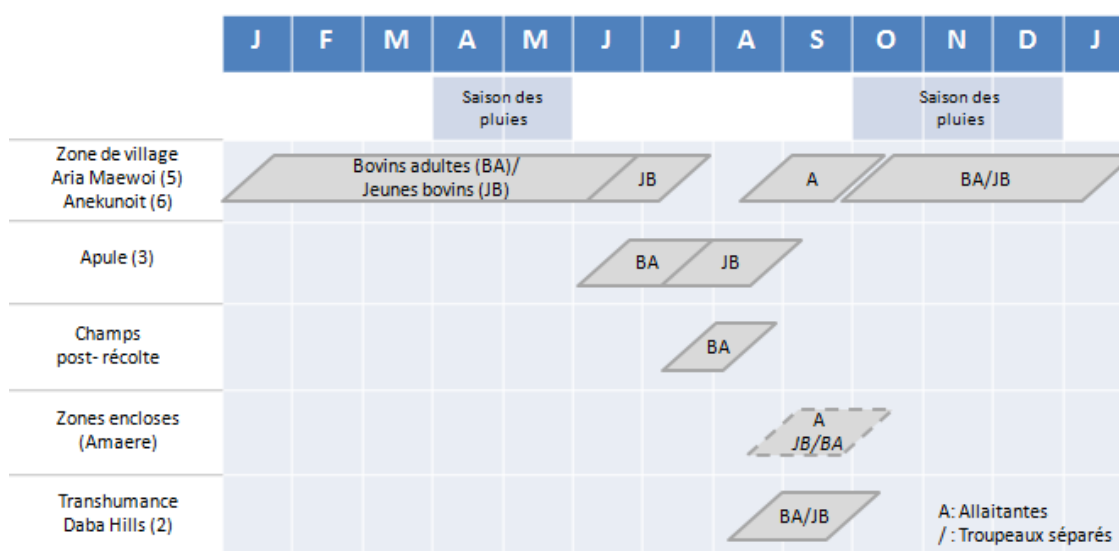 J F M A M J J A S O N D J
Saison des
pluies
Saison des
pluies
Zone de village
Aria Maewoi (5)
Anekunoit (6)
Bovins adultes (BA)/
Jeunes bovins (JB)
JB
A
BA/JB
Apule (3)
BA
JB
Champs
post- récolte
BA
Zones encloses
(Amaere)
A
JB/BA
Transhumance
Daba Hills (2)
BA/JB
A: Allaitantes
/ : Troupeaux séparés